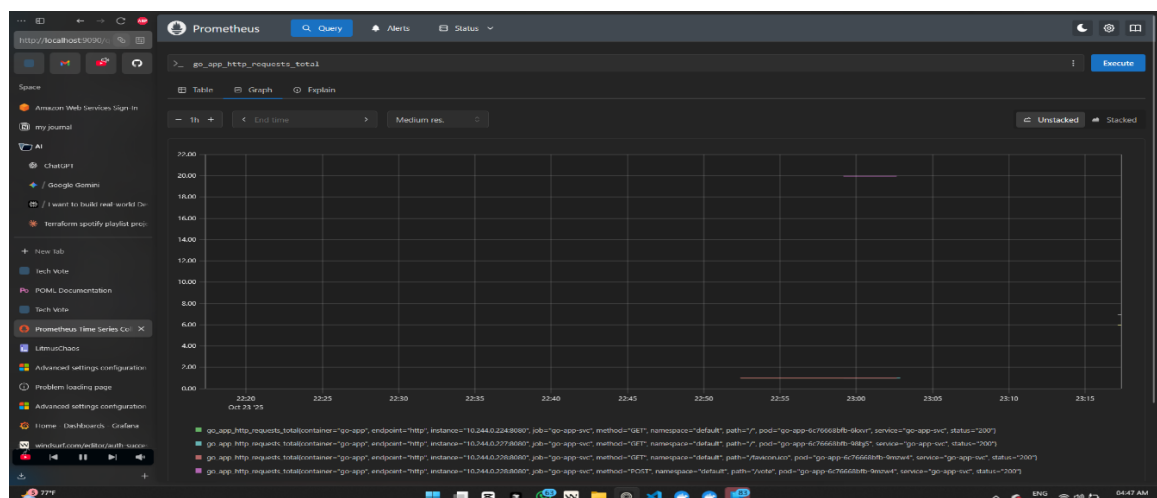 http://localhost:9090/
Space
Amazon Web Services Sign-In
my journal
AI
ChatGPT
/ Google Gemini
/ I want to build real-world De
Terraform spotify playlist proj
+ New Tab
Tech Vote
POML Documentation
Tech Vote
Prometheus Time Series Col
LitmusChaos
Advanced settings configuration
Problem loading page
Advanced settings configuration
Home - Dashboards - Grafana
windsurf.com/editor/auth-succe
Prometheus
Query
Alerts
Status
>_ go_app_http_requests_total
Execute
Table
Graph
Explain
− 1h +
< End time >
Medium res.
Unstacked
Stacked
22.00
20.00
18.00
16.00
14.00
12.00
10.00
8.00
6.00
4.00
2.00
0.00
22:20 22:25 22:30 22:35 22:40 22:45 22:50 22:55 23:00 23:05 23:10 23:15
Oct 23 '25
go_app_http_requests_total{container="go-app", endpoint="http", instance="10.244.0.224:8080", job="go-app-svc", method="GET", namespace="default", path="/", service="go-app-svc", status="200"}
go_app_http_requests_total{container="go-app", endpoint="http", instance="10.244.0.227:8080", job="go-app-svc", method="GET", namespace="default", path="/", service="go-app-svc", status="200"}
go_app_http_requests_total{container="go-app", endpoint="http", instance="10.244.0.228:8080", job="go-app-svc", method="GET", namespace="default", path="/favicon.ico", pod="go-app-6c76668bfb-9mzw4", service="go-app-svc", status="200"}
go_app_http_requests_total{container="go-app", endpoint="http", instance="10.244.0.228:8080", job="go-app-svc", method="POST", namespace="default", path="/vote", pod="go-app-6c76668bfb-9mzw4", service="go-app-svc", status="200"}
77°F
ENG
04:47 AM